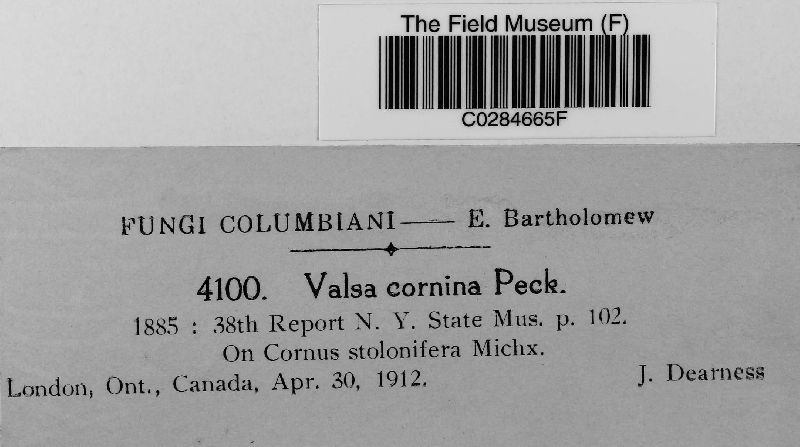 The Field Museum (F)
C0284665F
FUNGI COLUMBIANI — E. Bartholomew
4100. Valsa cornina Peck.
1885 : 38th Report N. Y. State Mus. p. 102.
On Cornus stolonifera Michx.
London, Ont., Canada, Apr. 30, 1912. J. Dearness